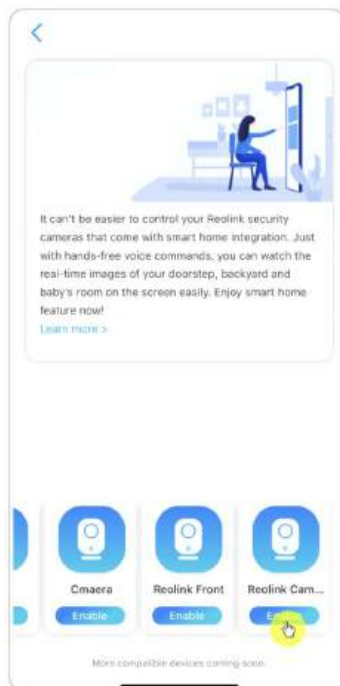 It can't be easier to control your Reolink security
cameras that come with smart home integration. Just
with hands-free voice commands, you can watch the
real-time images of your doorstep, backyard and
baby's room on the screen easily. Enjoy smart home
feature now!
Learn more >
Cmaera
Reolink Front
Reolink Cam...
Enable
Enable
More compatible devices coming soon.